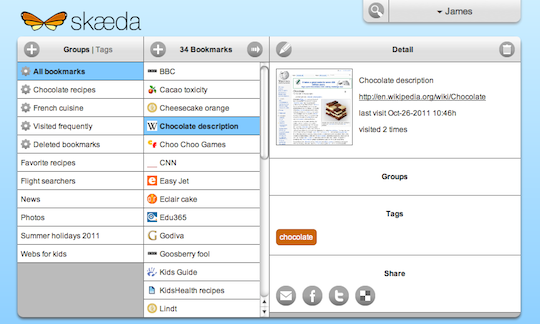 skæda
James
Groups | Tags
34 Bookmarks
Detail
All bookmarks
Chocolate recipes
French cuisine
Visited frequently
Deleted bookmarks
Favorite recipes
Flight searchers
News
Photos
Summer holidays 2011
Webs for kids
BBC
Cacao toxicity
Cheesecake orange
W Chocolate description
Choo Choo Games
CNN
Easy Jet
Eclair cake
Edu365
Godiva
Goosberry fool
Kids Guide
KidsHealth recipes
Lindt
Chocolate description
http://en.wikipedia.org/wiki/Chocolate
last visit Oct-26-2011 10:46h
visited 2 times
Groups
Tags
chocolate
Share